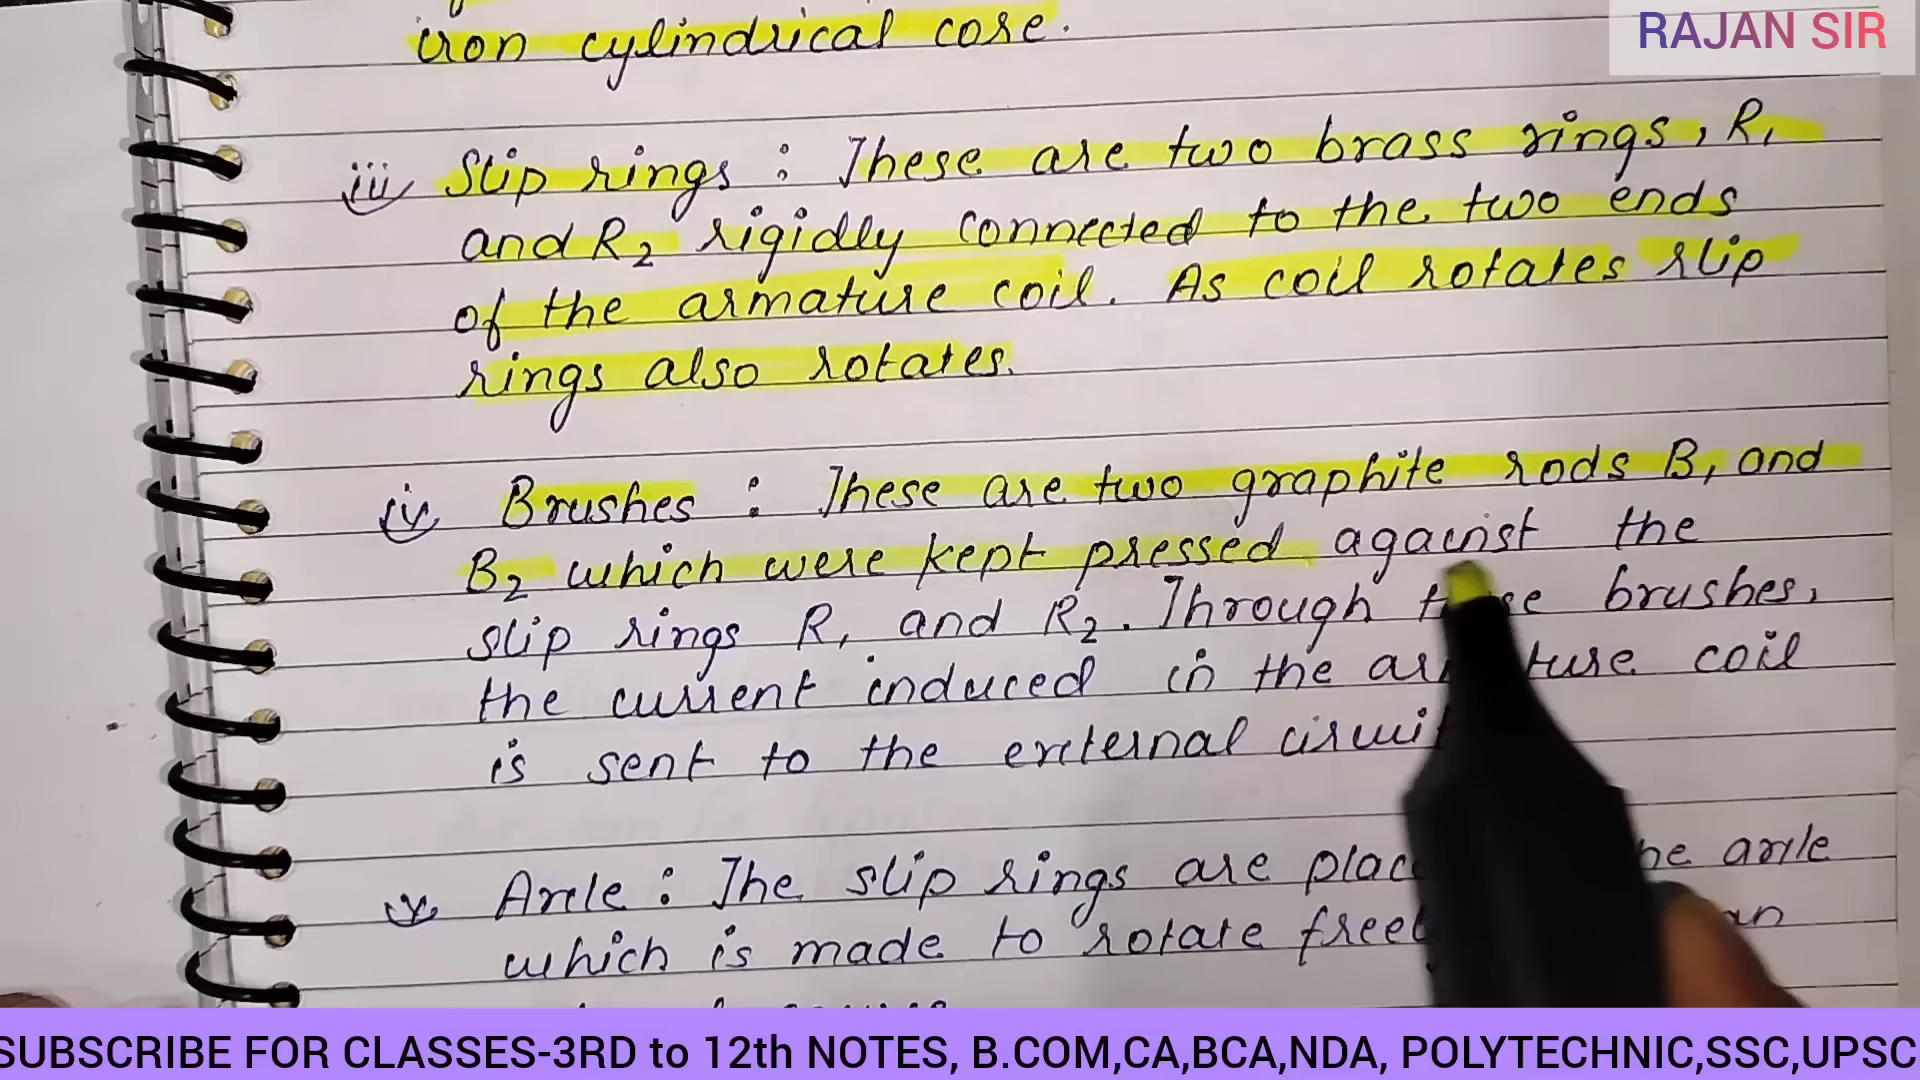 RAJAN SIR
iron cylindrical core.
iii) Slip rings : These are two brass rings, R1
and R2 rigidly connected to the two ends
of the armature coil. As coil rotates slip
rings also rotates.
iv) Brushes : These are two graphite rods B1 and
B2 which were kept pressed against the
slip rings R1 and R2. Through brushes,
the current induced in the coil
is sent to the external
v) Axle : The slip rings are axle
which is made to rotate
SUBSCRIBE FOR CLASSES-3RD to 12th NOTES, B.COM,CA,BCA,NDA, POLYTECHNIC,SSC,UPSC